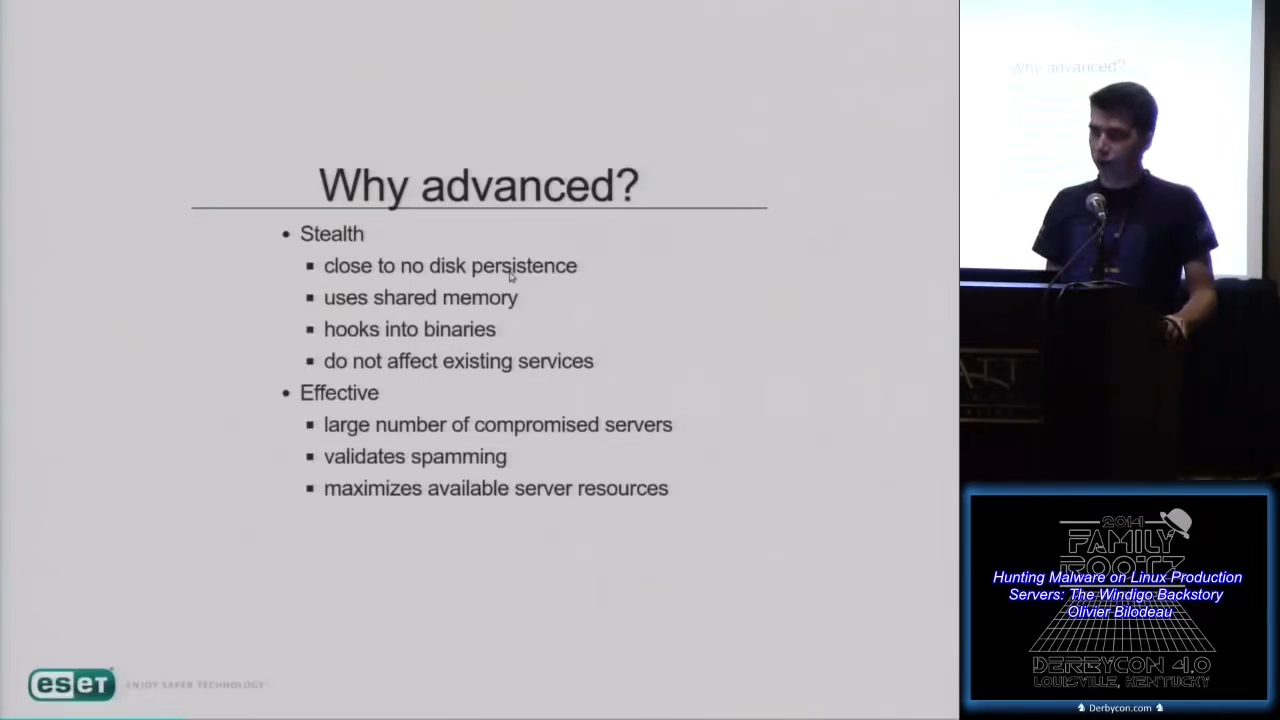 Why advanced?
• Stealth
▪ close to no disk persistence
▪ uses shared memory
▪ hooks into binaries
▪ do not affect existing services
• Effective
▪ large number of compromised servers
▪ validates spamming
▪ maximizes available server resources
eset ENJOY SAFER TECHNOLOGY
Why advanced?
2014
FAMILY
ROOTZ
Hunting Malware on Linux Production
Servers: The Windigo Backstory
Olivier Bilodeau
DERBYCON 4.0
LOUISVILLE, KENTUCKY
Derbycon.com